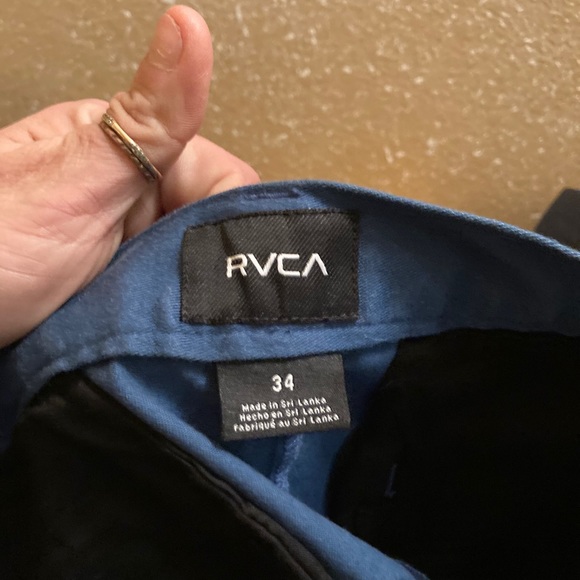 RVCA
34
Made in Sri Lanka
Hecho en Sri Lanka
Fabriqué au Sri Lanka